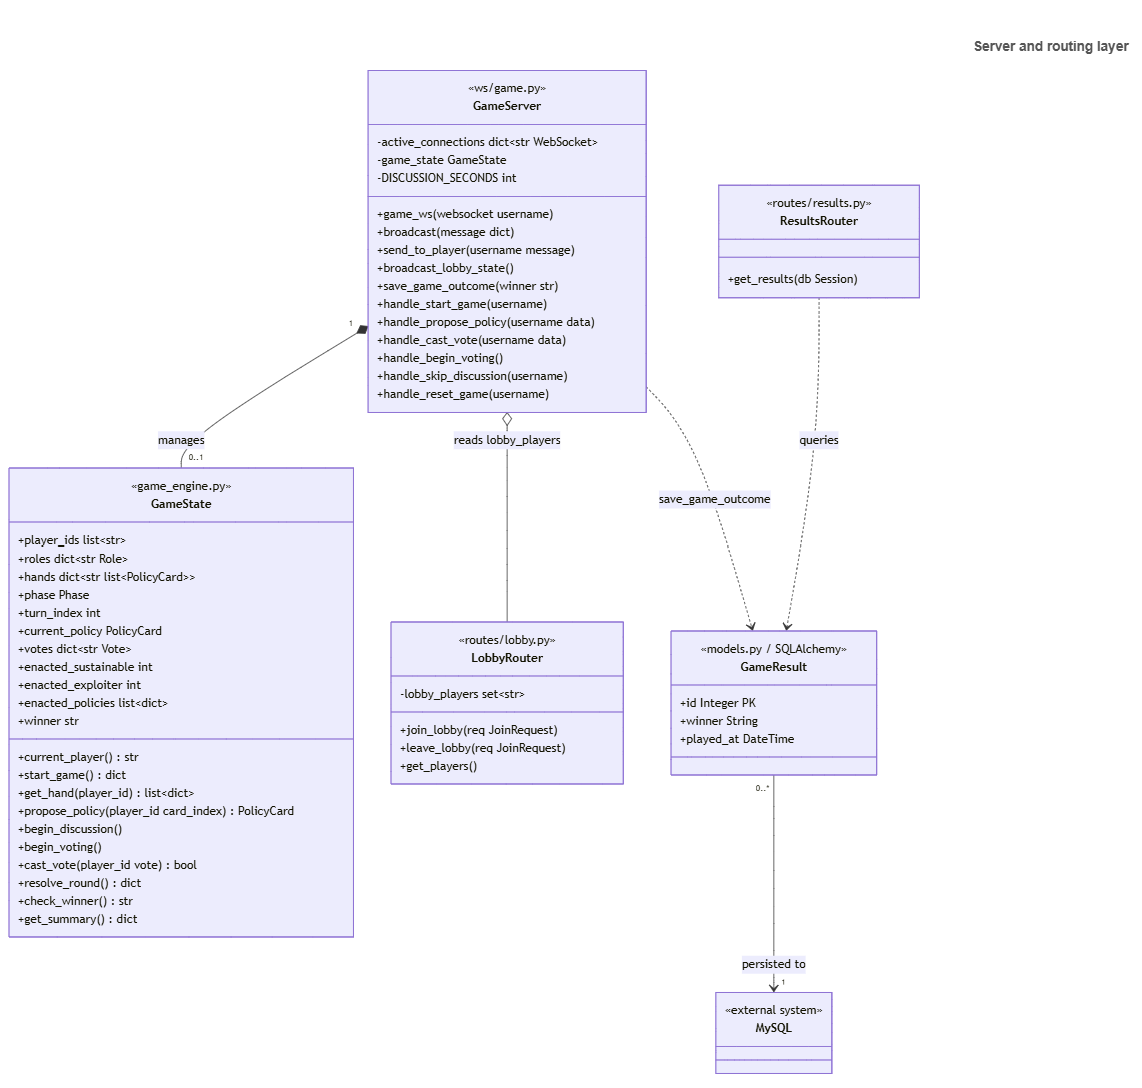 Server and routing layer
«ws/game.py»
GameServer
-active_connections dict<str WebSocket>
-game_state GameState
-DISCUSSION_SECONDS int
+game_ws(websocket username)
+broadcast(message dict)
+send_to_player(username message)
+broadcast_lobby_state()
+save_game_outcome(winner str)
+handle_start_game(username)
+handle_propose_policy(username data)
+handle_cast_vote(username data)
+handle_begin_voting()
+handle_skip_discussion(username)
+handle_reset_game(username)
«routes/results.py»
ResultsRouter
+get_results(db Session)
1
manages
0..1
reads lobby_players
queries
save_game_outcome
«game_engine.py»
GameState
+player_ids list<str>
+roles dict<str Role>
+hands dict<str list<PolicyCard>>
+phase Phase
+turn_index int
+current_policy PolicyCard
+votes dict<str Vote>
+enacted_sustainable int
+enacted_exploiter int
+enacted_policies list<dict>
+winner str
+current_player() : str
+start_game() : dict
+get_hand(player_id) : list<dict>
+propose_policy(player_id card_index) : PolicyCard
+begin_discussion()
+begin_voting()
+cast_vote(player_id vote) : bool
+resolve_round() : dict
+check_winner() : str
+get_summary() : dict
«routes/lobby.py»
LobbyRouter
-lobby_players set<str>
+join_lobby(req JoinRequest)
+leave_lobby(req JoinRequest)
+get_players()
«models.py / SQLAlchemy»
GameResult
+id Integer PK
+winner String
+played_at DateTime
0..*
persisted to
1
«external system»
MySQL